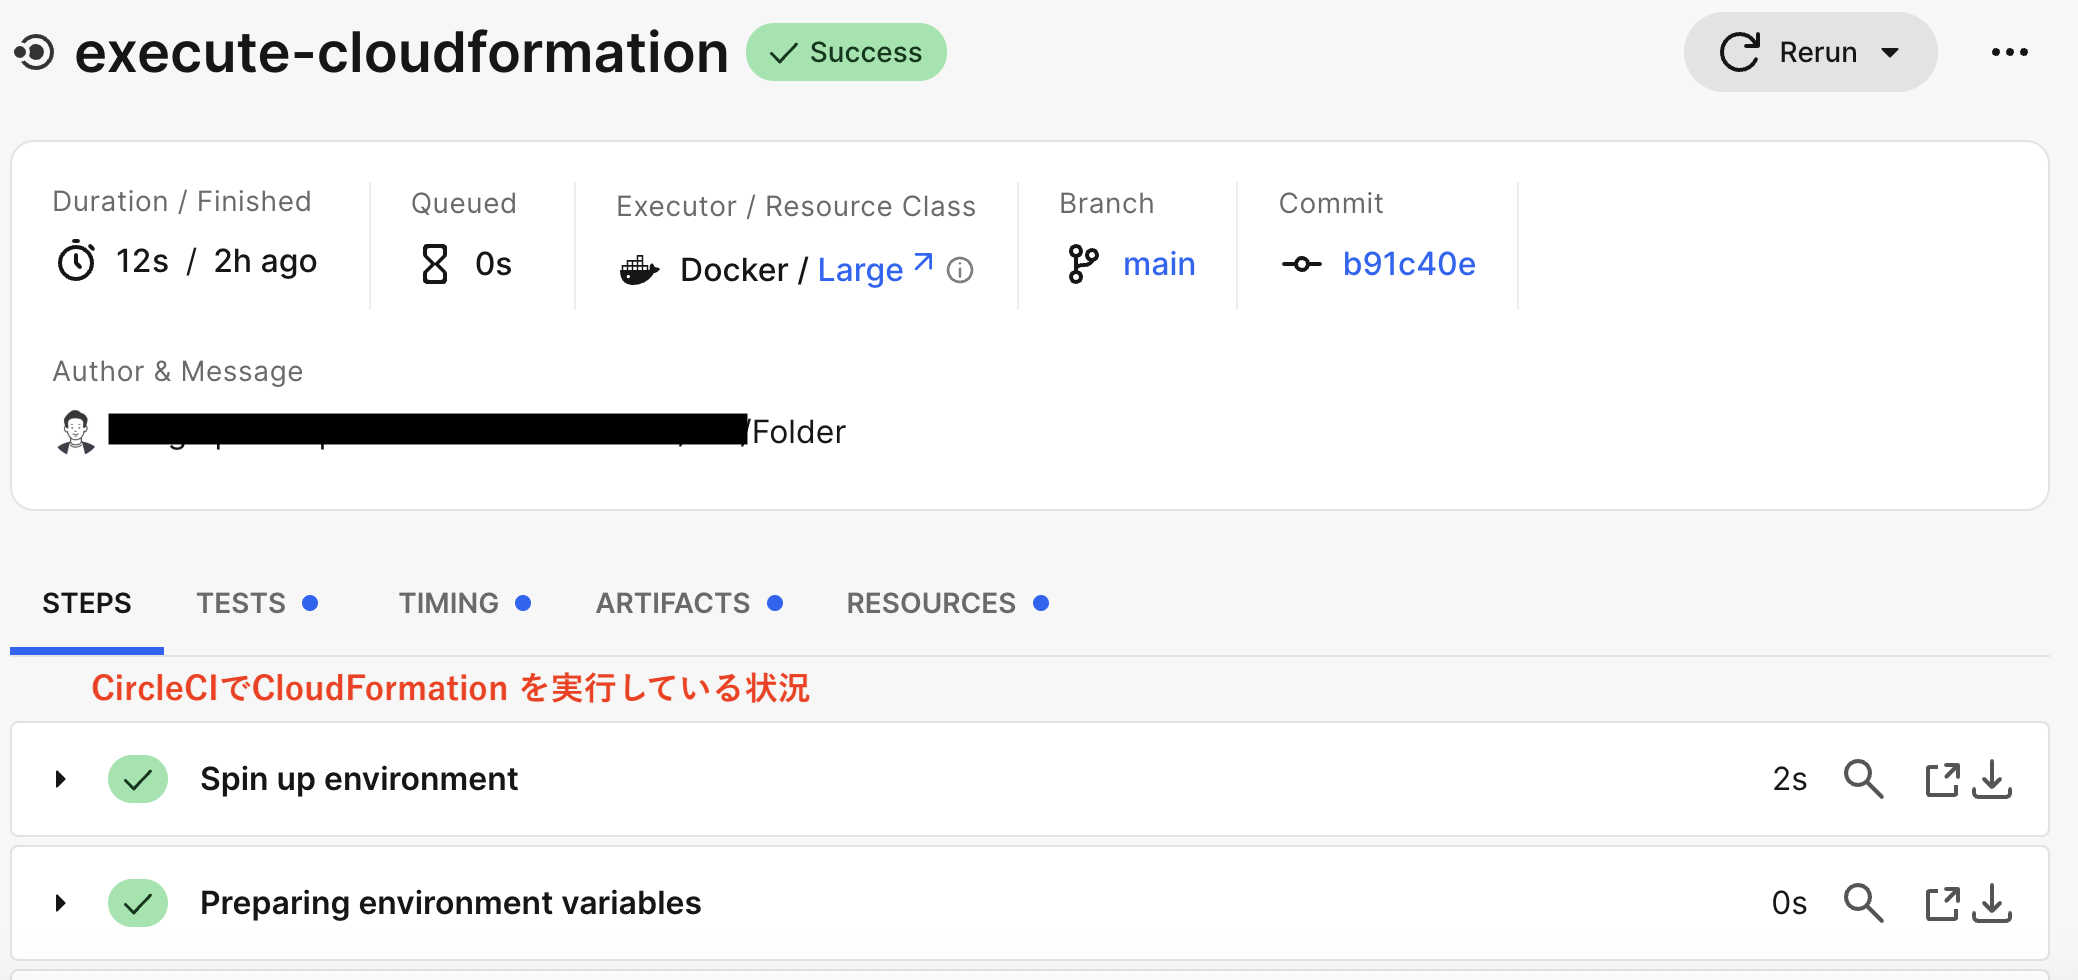 execute-cloudformation Success Rerun
Duration / Finished Queued Executor / Resource Class Branch Commit
12s / 2h ago 0s Docker / Large main b91c40e
Author & Message
/Folder
STEPS TESTS TIMING ARTIFACTS RESOURCES
CircleCIでCloudFormation を実行している状況
Spin up environment 2s
Preparing environment variables 0s